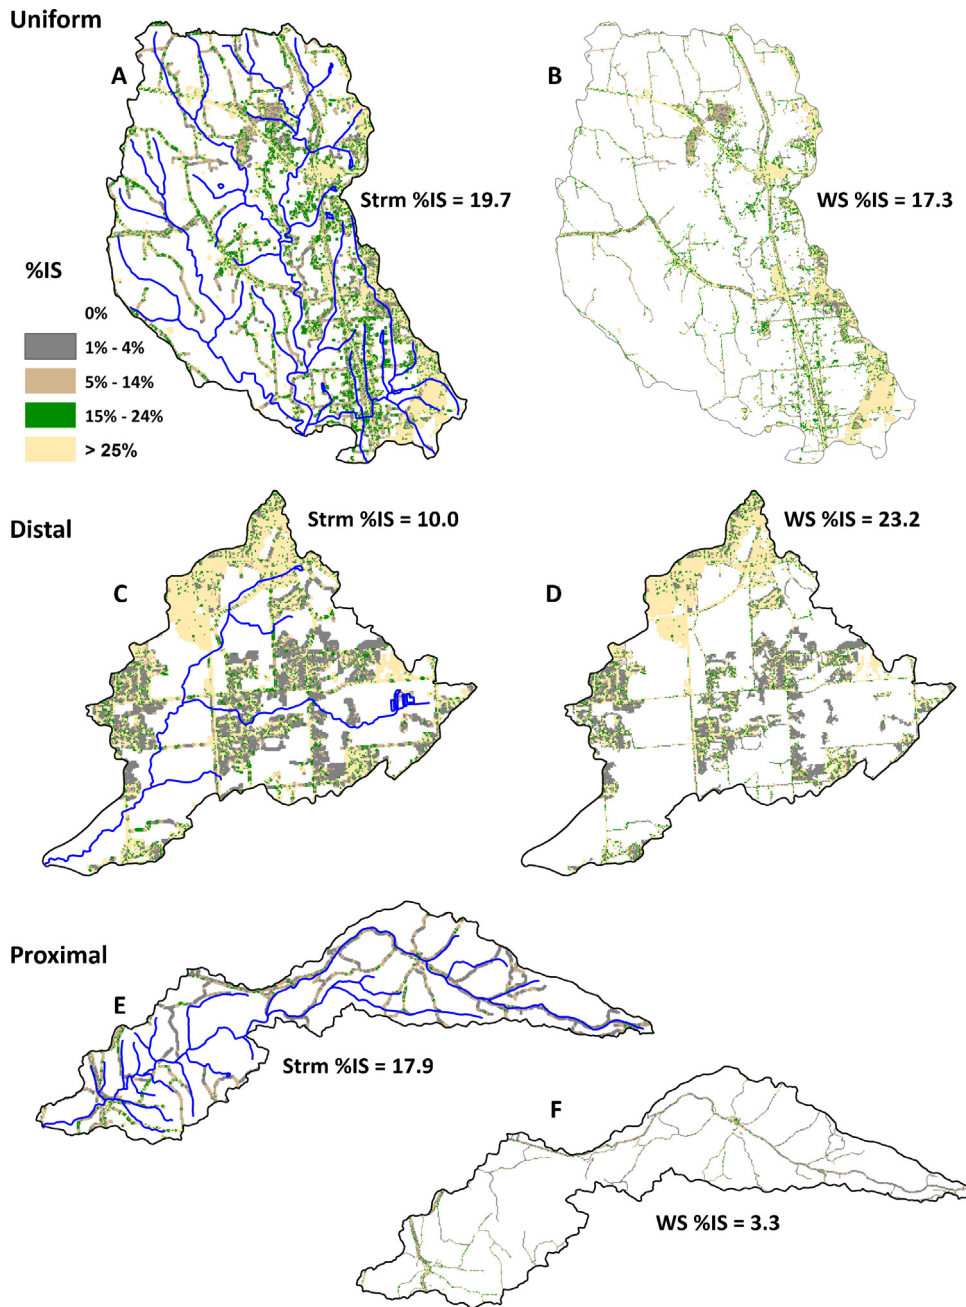 Uniform
A
B
Strm %IS = 19.7
WS %IS = 17.3
%IS
0%
1% - 4%
5% - 14%
15% - 24%
> 25%
Distal
Strm %IS = 10.0
WS %IS = 23.2
C
D
Proximal
E
Strm %IS = 17.9
F
WS %IS = 3.3